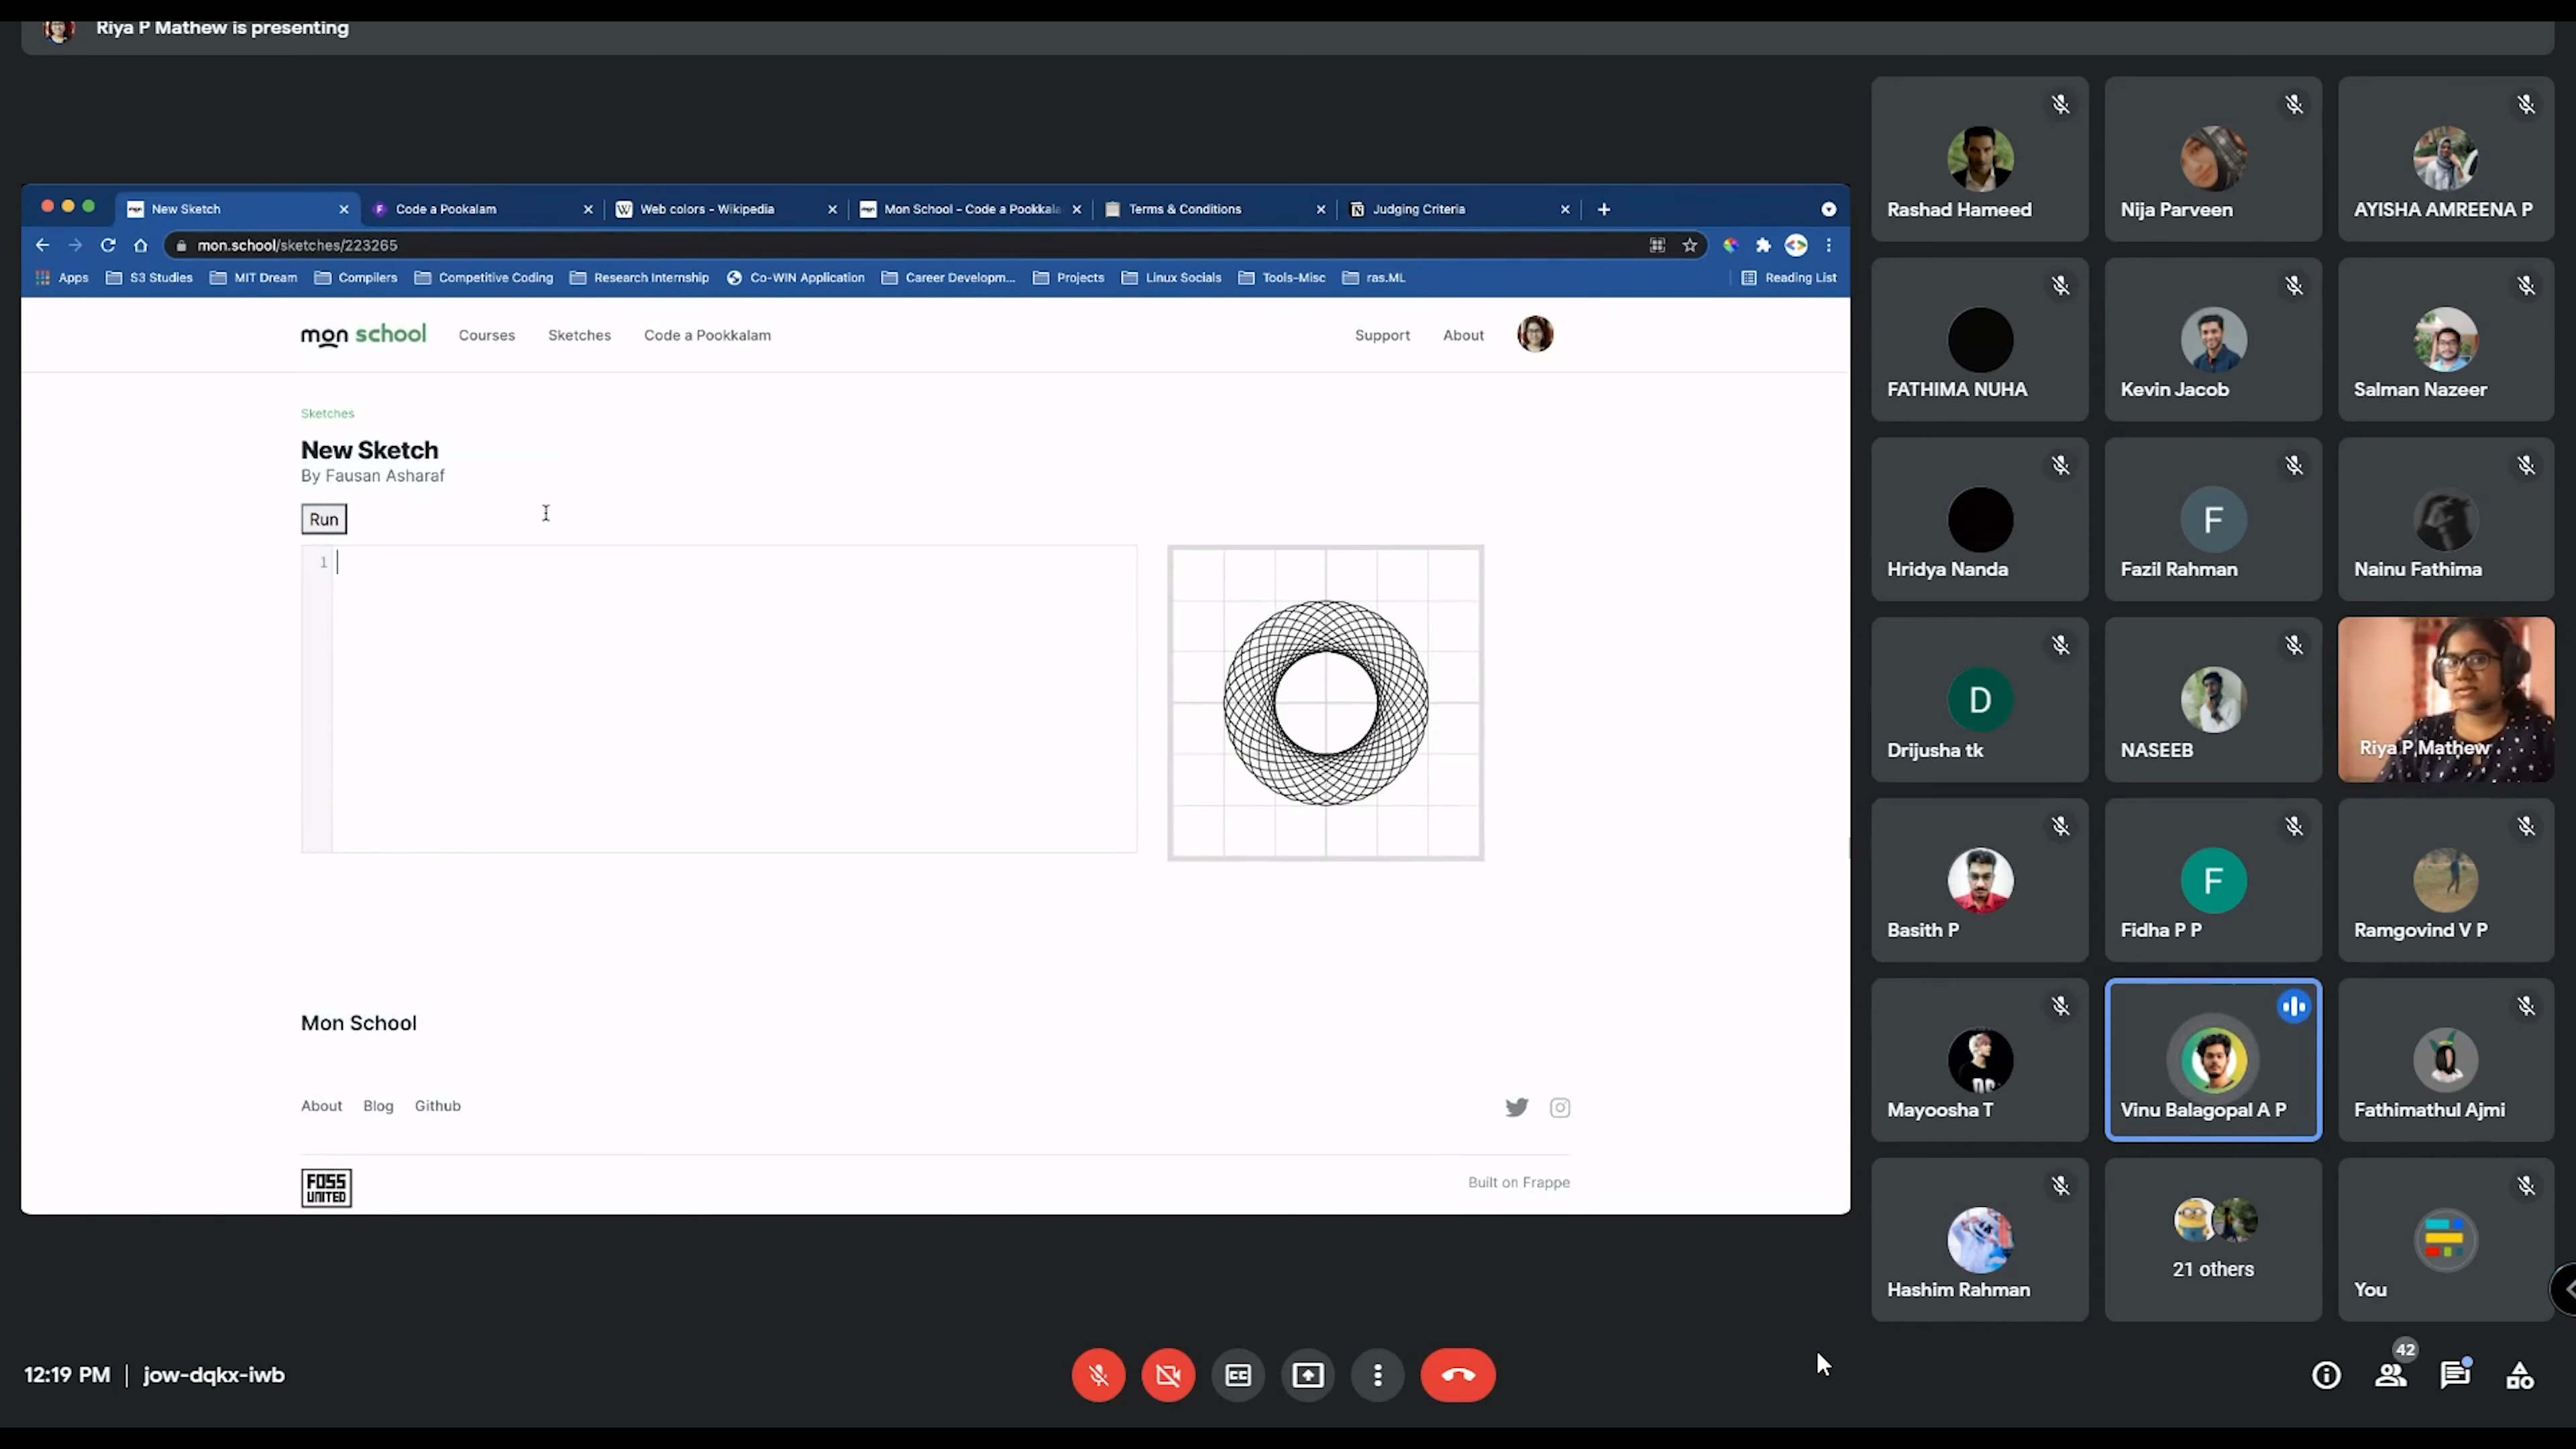 Riya P Mathew is presenting
New Sketch
Code a Pookalam
Web colors - Wikipedia
Mon School - Code a Pookkala
Terms & Conditions
Judging Criteria
mon.school/sketches/223265
Apps
S3 Studies
MIT Dream
Compilers
Competitive Coding
Research Internship
Co-WIN Application
Career Developm...
Projects
Linux Socials
Tools-Misc
ras.ML
Reading List
mon school
Courses
Sketches
Code a Pookkalam
Support
About
Sketches
New Sketch
By Fausan Asharaf
Run
1
Mon School
About
Blog
Github
FOSS
UNITED
Built on Frappe
Rashad Hameed
Nija Parveen
AYISHA AMREENA P
FATHIMA NUHA
Kevin Jacob
Salman Nazeer
Hridya Nanda
F
Fazil Rahman
Nainu Fathima
D
Drijusha tk
NASEEB
Riya P Mathew
Basith P
F
Fidha P P
Ramgovind V P
Mayoosha T
Vinu Balagopal A P
Fathimathul Ajmi
Hashim Rahman
21 others
You
12:19 PM | jow-dqkx-iwb
CC
42